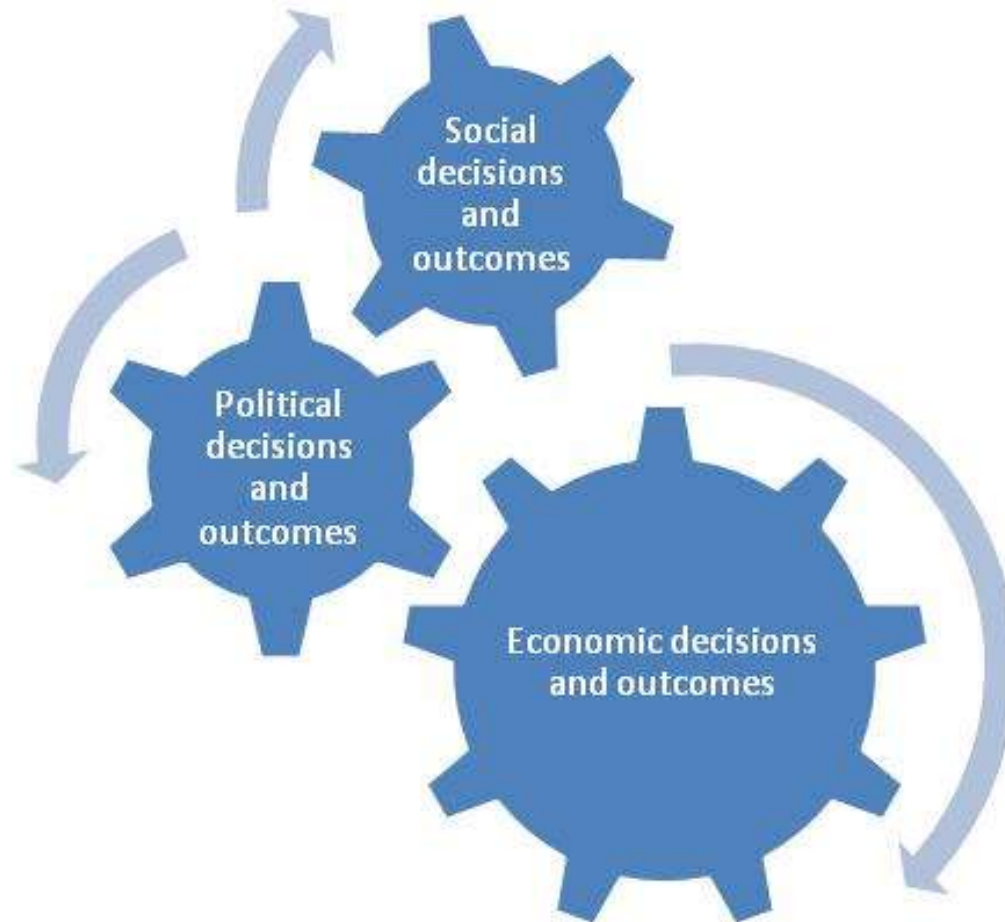 Social
decisions
and
outcomes
Political
decisions
and
outcomes
Economic decisions
and outcomes